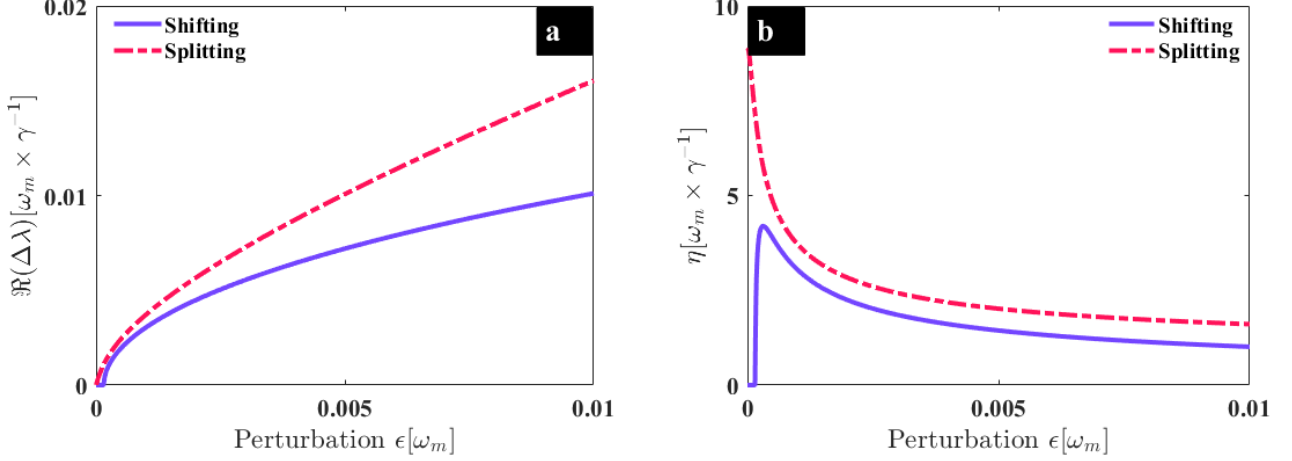 0.02
Shifting
Splitting
a
0.01
0
ℜ(Δλ)[ω_m × γ⁻¹]
0
0.005
0.01
Perturbation ϵ[ω_m]
10
b
Shifting
Splitting
5
0
η[ω_m × γ⁻¹]
0
0.005
0.01
Perturbation ϵ[ω_m]